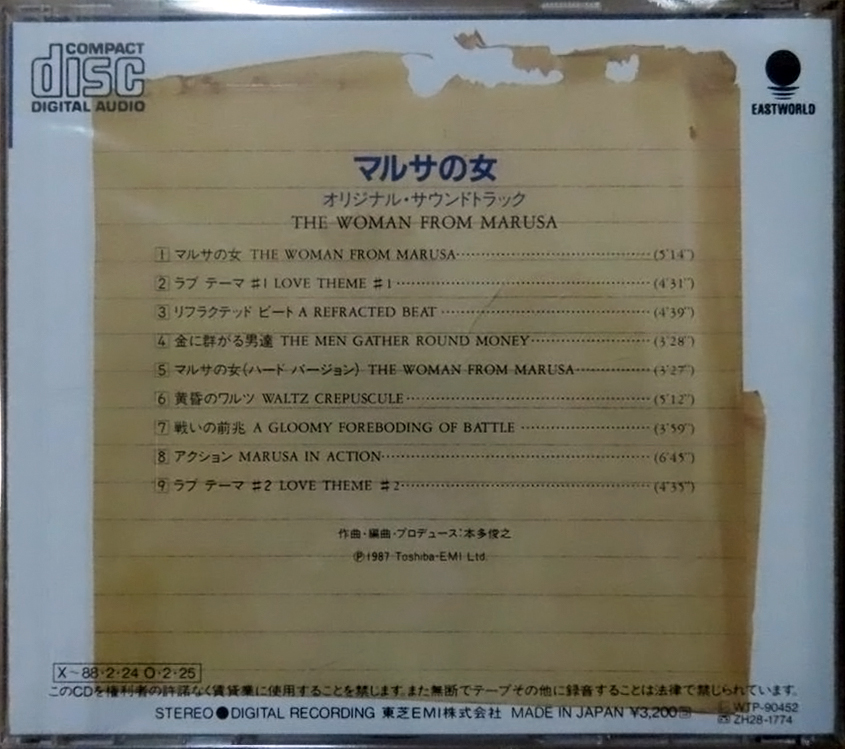 COMPACT
disc
DIGITAL AUDIO
EASTWORLD
マルサの女
オリジナル・サウンドトラック
THE WOMAN FROM MARUSA
1 マルサの女 THE WOMAN FROM MARUSA (5'14")
2 ラブ テーマ ♯1 LOVE THEME ♯1 (4'31")
3 リフラクテッド ビート A REFRACTED BEAT (4'39")
4 金に群がる男達 THE MEN GATHER ROUND MONEY (3'28")
5 マルサの女(ハード バージョン) THE WOMAN FROM MARUSA (3'27")
6 黄昏のワルツ WALTZ CREPUSCULE (5'12")
7 戦いの前兆 A GLOOMY FOREBODING OF BATTLE (3'59")
8 アクション MARUSA IN ACTION (6'45")
9 ラブ テーマ ♯2 LOVE THEME ♯2 (4'35")
作曲・編曲・プロデュース:本多俊之
Ⓟ1987 Toshiba-EMI Ltd.
X~88・2・24 O・2・25
このCDを権利者の許諾なく賃貸業に使用することを禁じます。また無断でテープその他に録音することは法律で禁じられています。
STEREO●DIGITAL RECORDING 東芝EMI株式会社 MADE IN JAPAN ¥3,200
WTP-90452
ZH28-1774